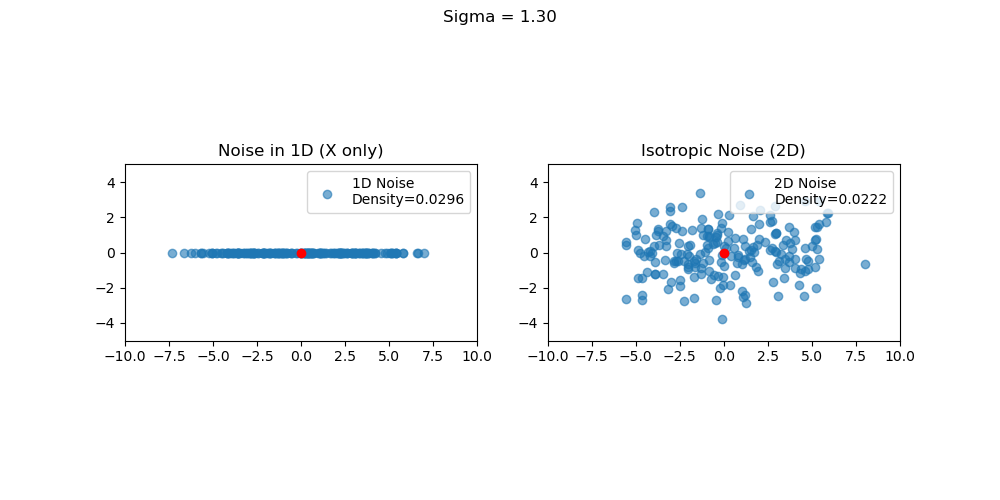 Sigma = 1.30
Noise in 1D (X only)
1D Noise
Density=0.0296
4
2
0
−2
−4
−10.0 −7.5 −5.0 −2.5 0.0 2.5 5.0 7.5 10.0
Isotropic Noise (2D)
2D Noise
Density=0.0222
4
2
0
−2
−4
−10.0 −7.5 −5.0 −2.5 0.0 2.5 5.0 7.5 10.0